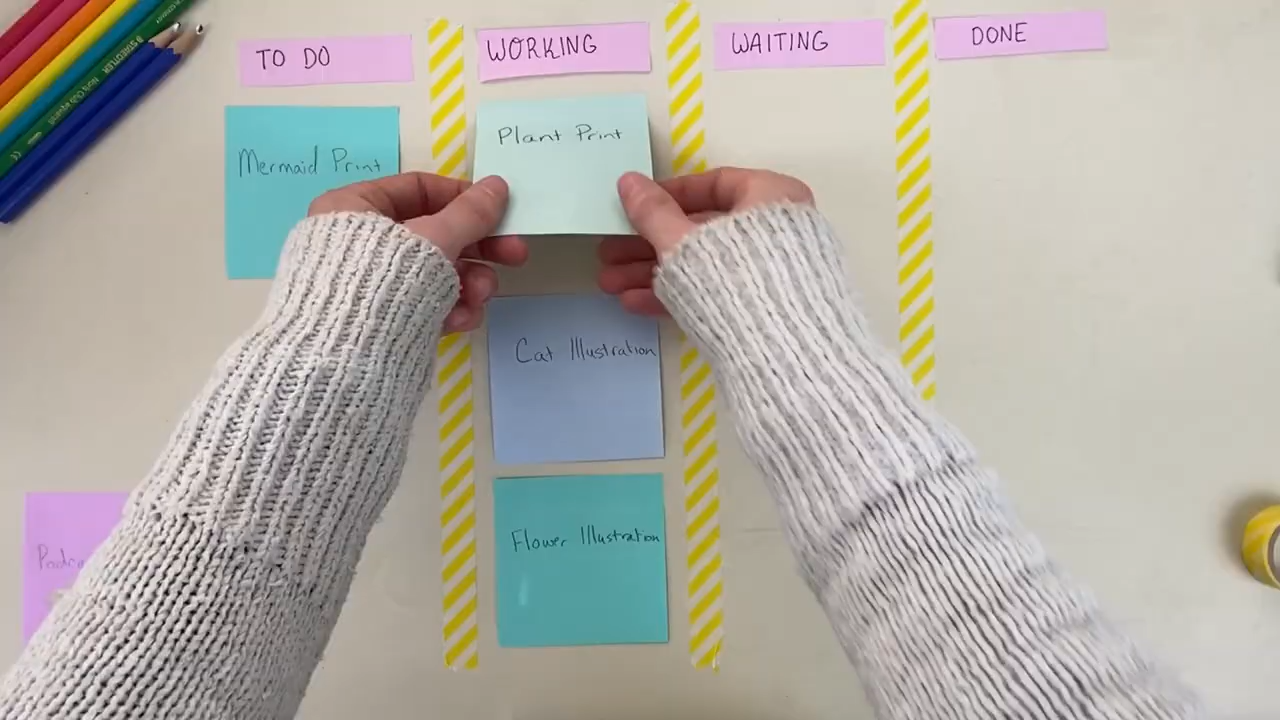 TO DO
WORKING
WAITING
DONE
Mermaid Print
Plant Print
Cat Illustration
Flower Illustration
STAEDTLER